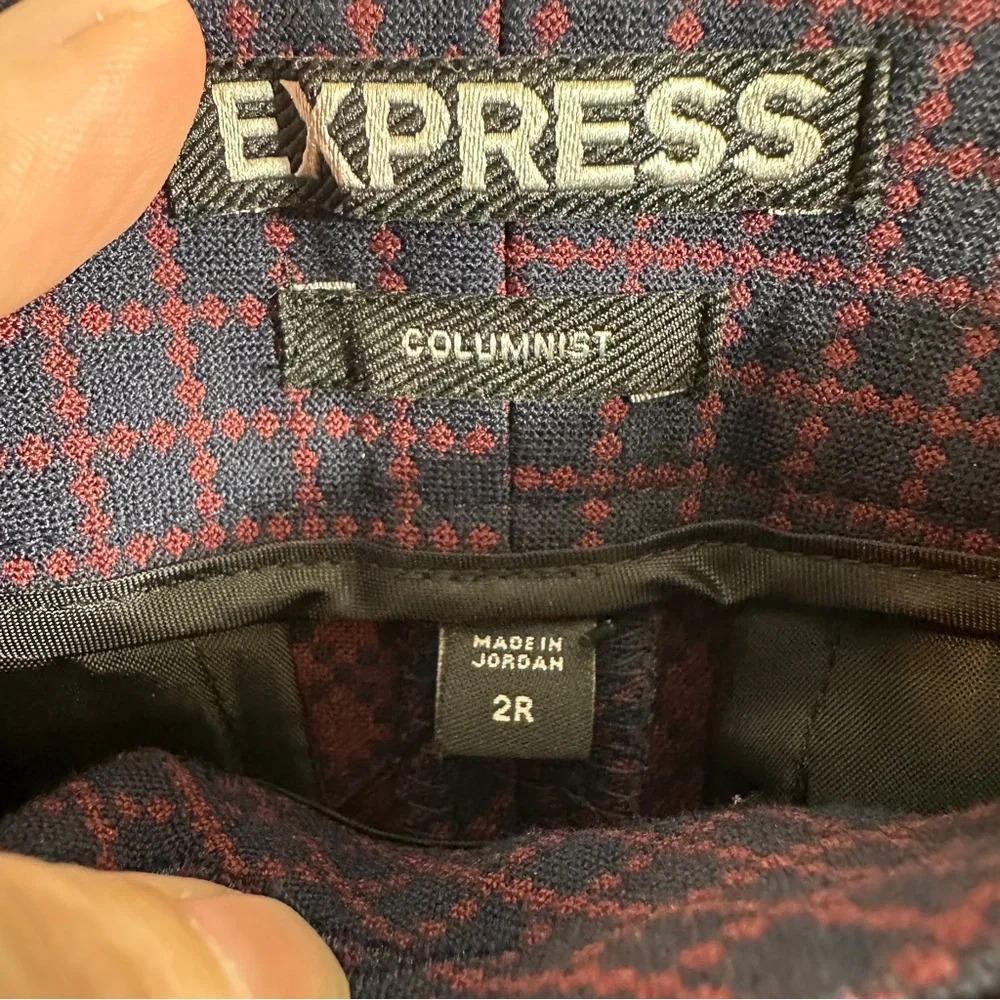 EXPRESS
COLUMNIST
MADE IN
JORDAN
2R